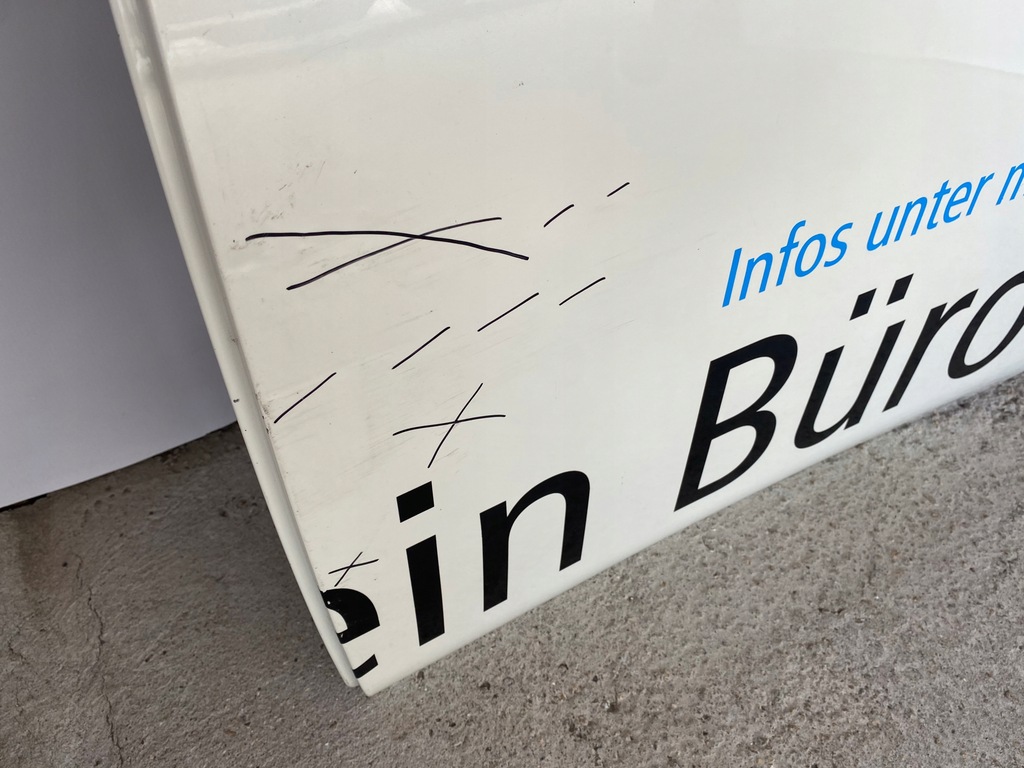 Infos unter m
ein Büro